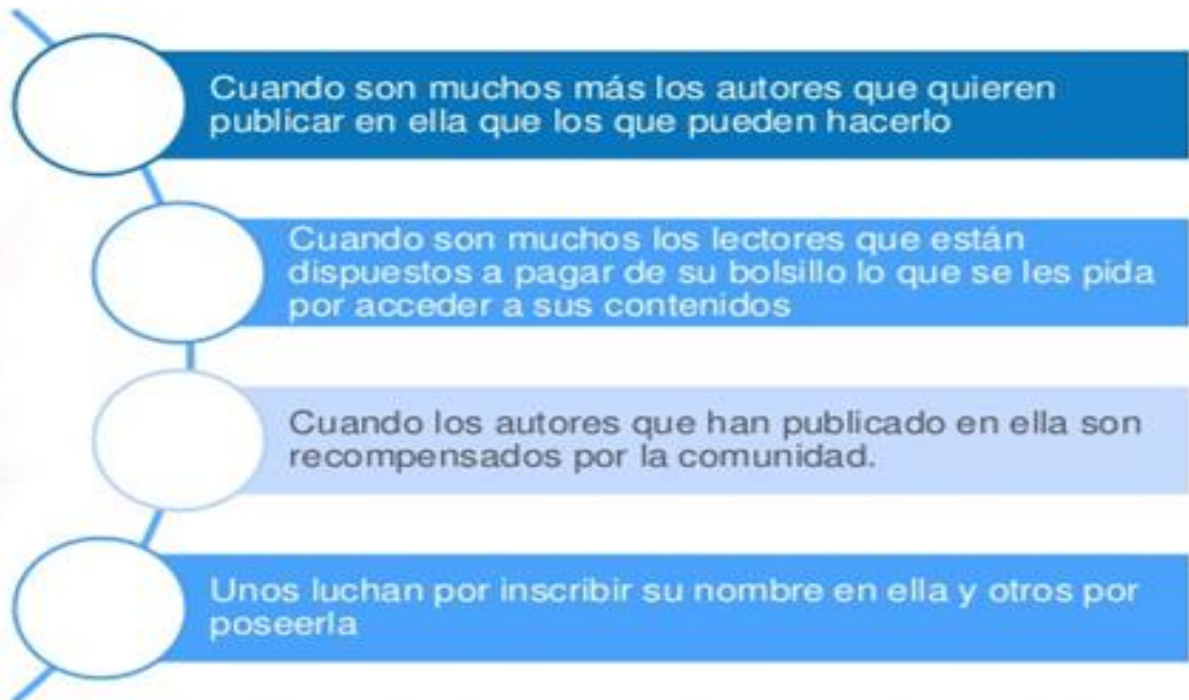 Cuando son muchos más los autores que quieren
publicar en ella que los que pueden hacerlo
Cuando son muchos los lectores que están
dispuestos a pagar de su bolsillo lo que se les pida
por acceder a sus contenidos
Cuando los autores que han publicado en ella son
recompensados por la comunidad.
Unos luchan por inscribir su nombre en ella y otros por
poseerla